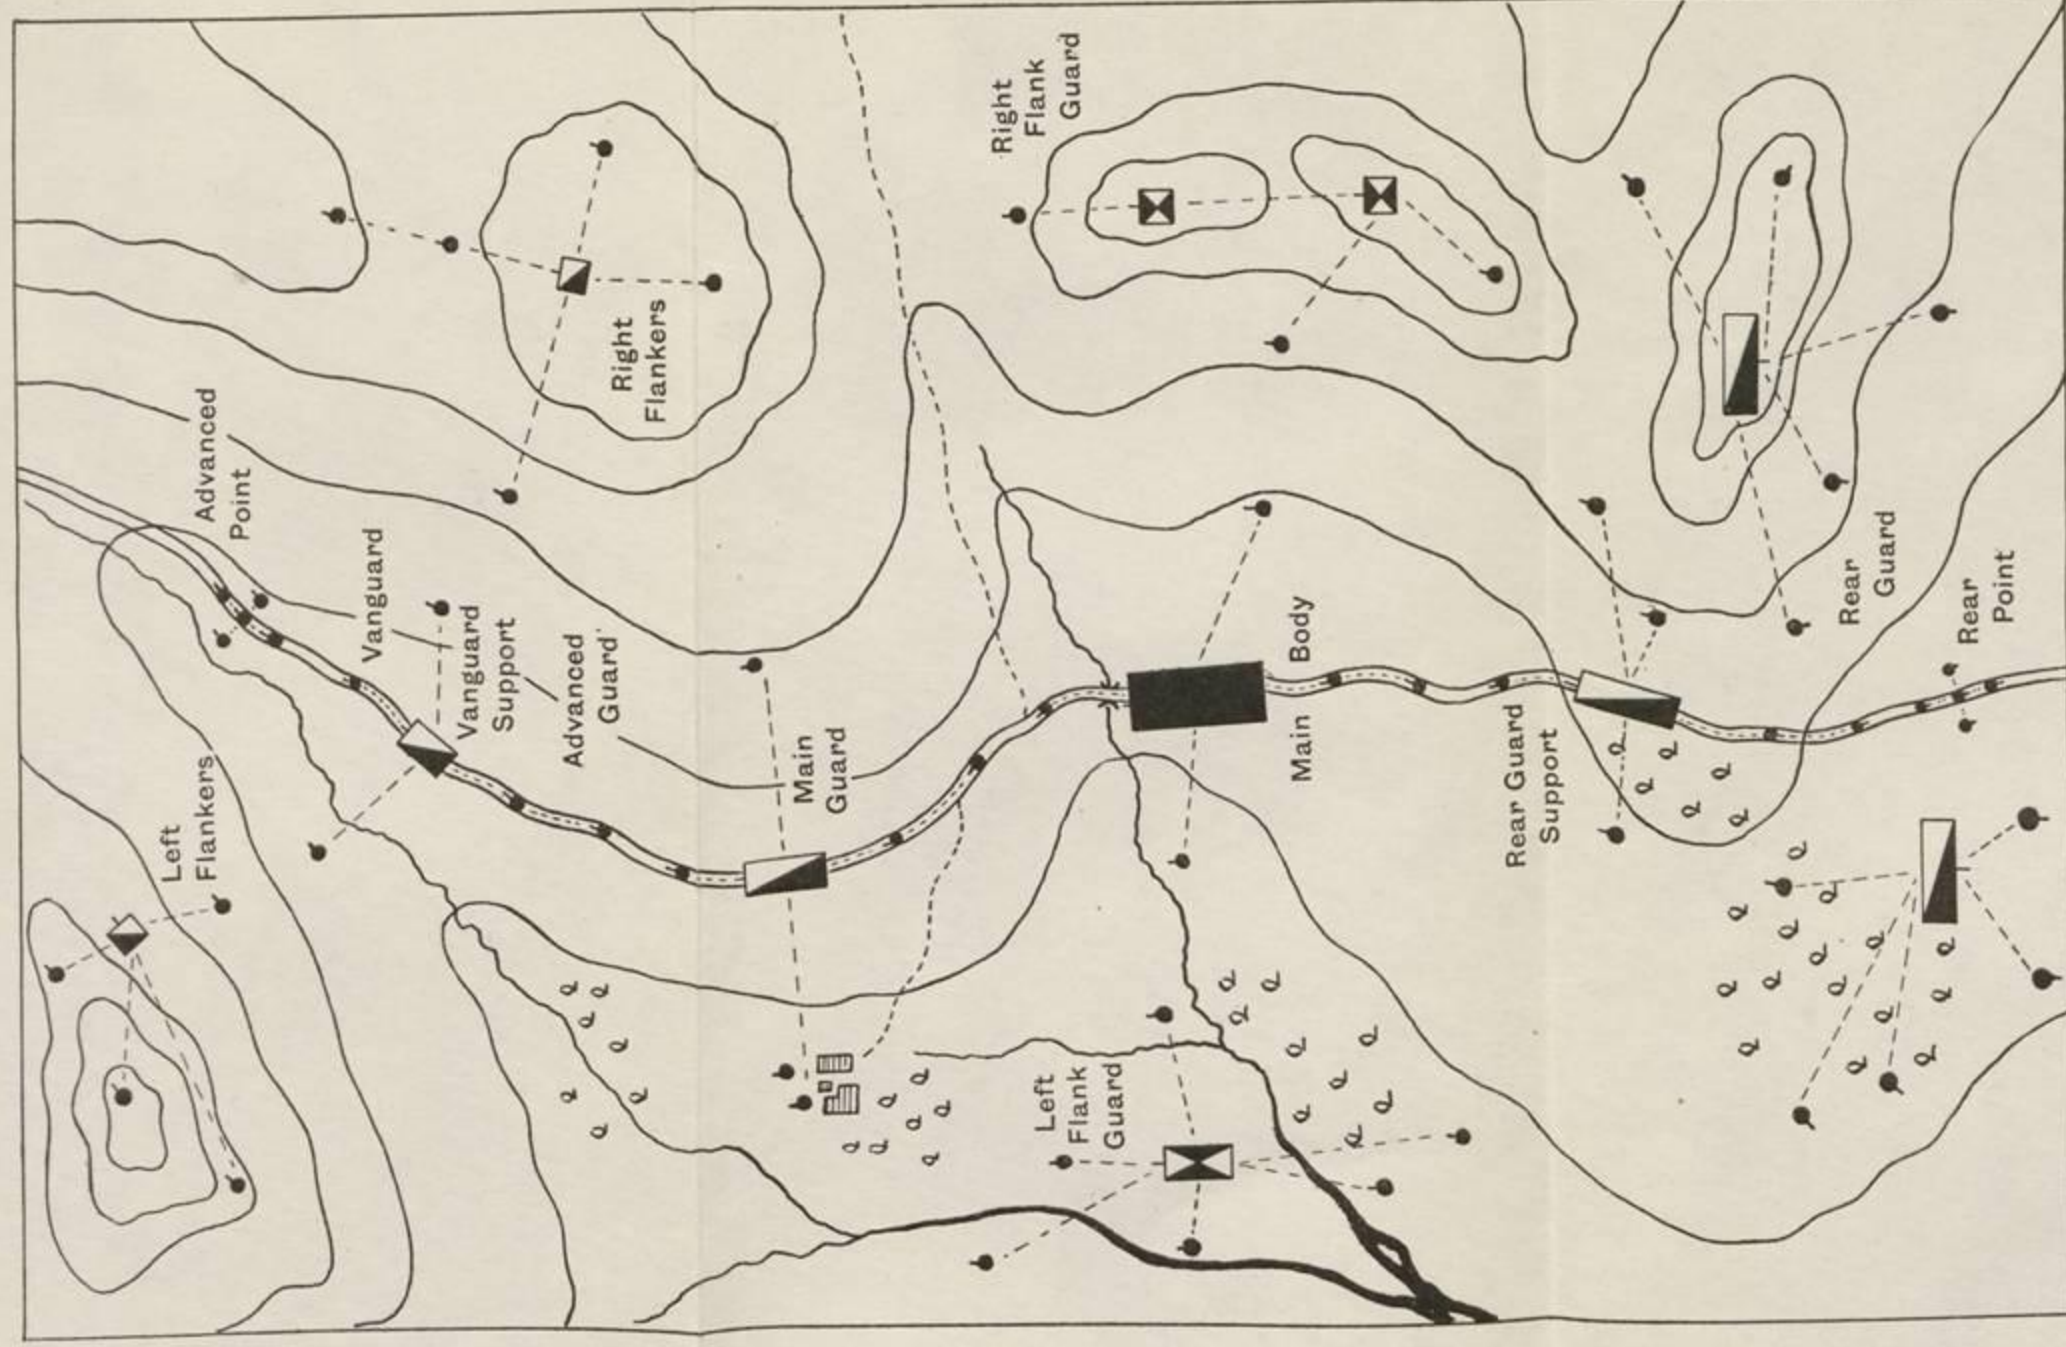 Advanced
Point
Vanguard
Vanguard
Support
Advanced
Guard
Left
Flankers
Right
Flankers
Main
Guard
Right
Flank
Guard
Left
Flank
Guard
Main Body
Rear Guard
Support
Rear
Guard
Rear
Point